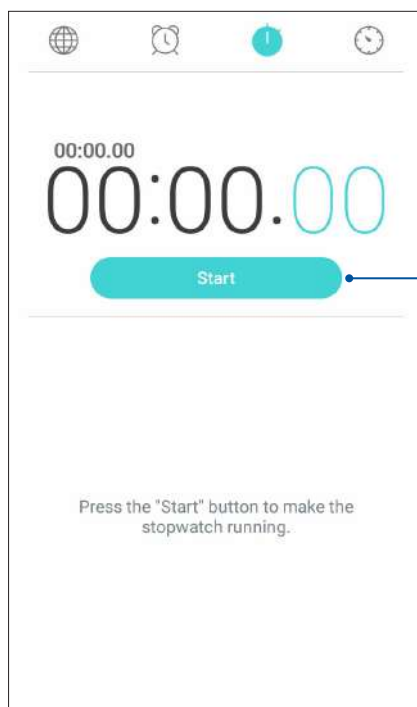 00:00.00
00:00.00
Start
Press the "Start" button to make the
stopwatch running.